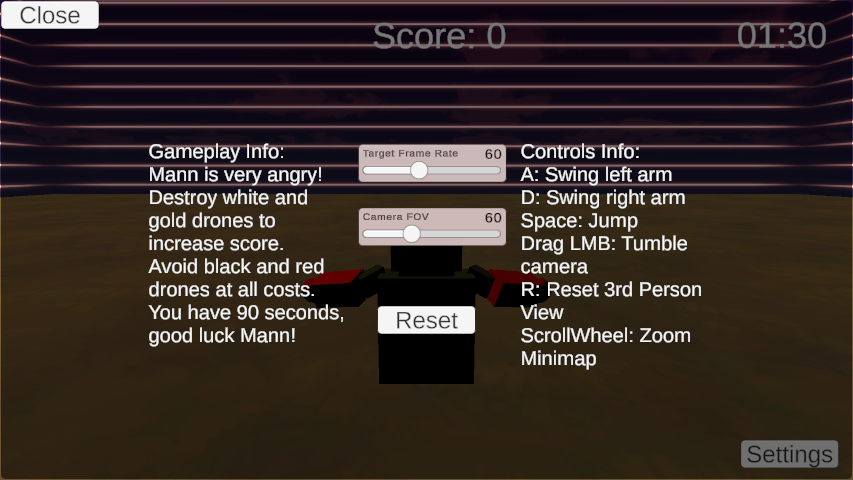 Close
Score: 0
01:30
Gameplay Info:
Mann is very angry!
Destroy white and
gold drones to
increase score.
Avoid black and red
drones at all costs.
You have 90 seconds,
good luck Mann!
Target Frame Rate 60
Camera FOV 60
Reset
Controls Info:
A: Swing left arm
D: Swing right arm
Space: Jump
Drag LMB: Tumble
camera
R: Reset 3rd Person
View
ScrollWheel: Zoom
Minimap
Settings